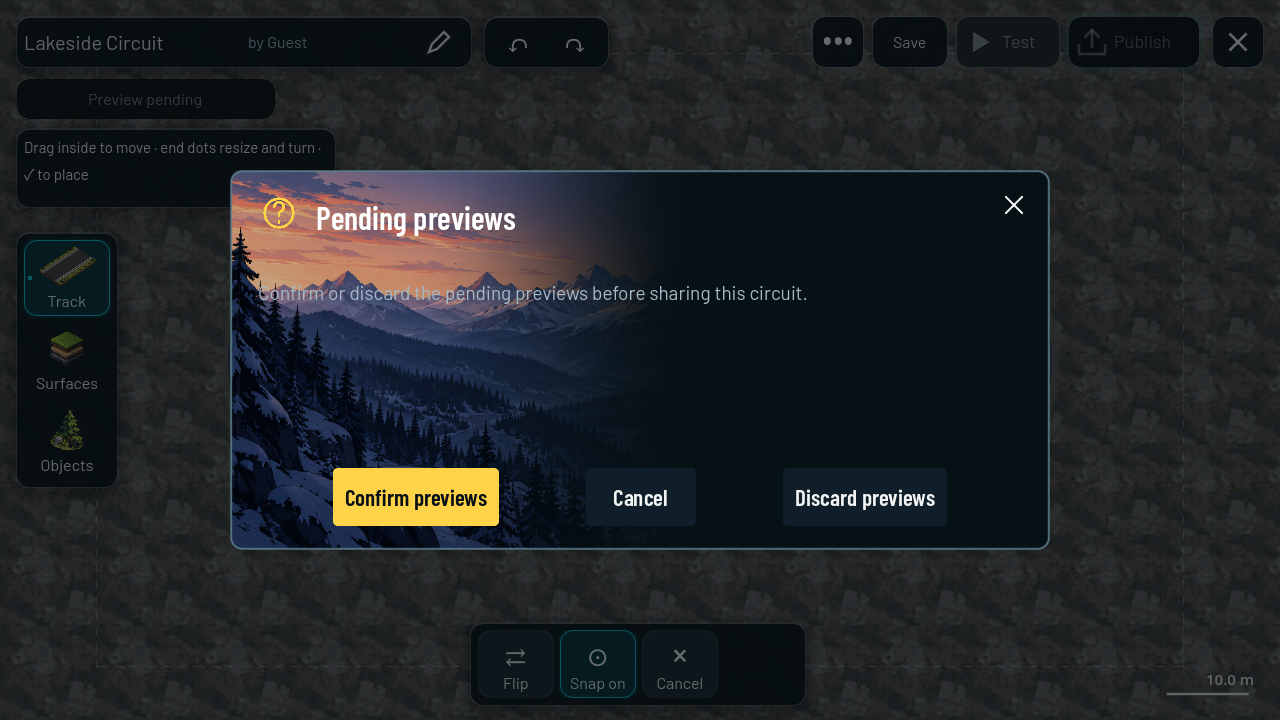 Lakeside Circuit
by Guest
Save
Test
Publish
Preview pending
Drag inside to move · end dots resize and turn ·
✓ to place
Pending previews
Confirm or discard the pending previews before sharing this circuit.
Track
Surfaces
Objects
Confirm previews
Cancel
Discard previews
Flip
Snap on
Cancel
10.0 m